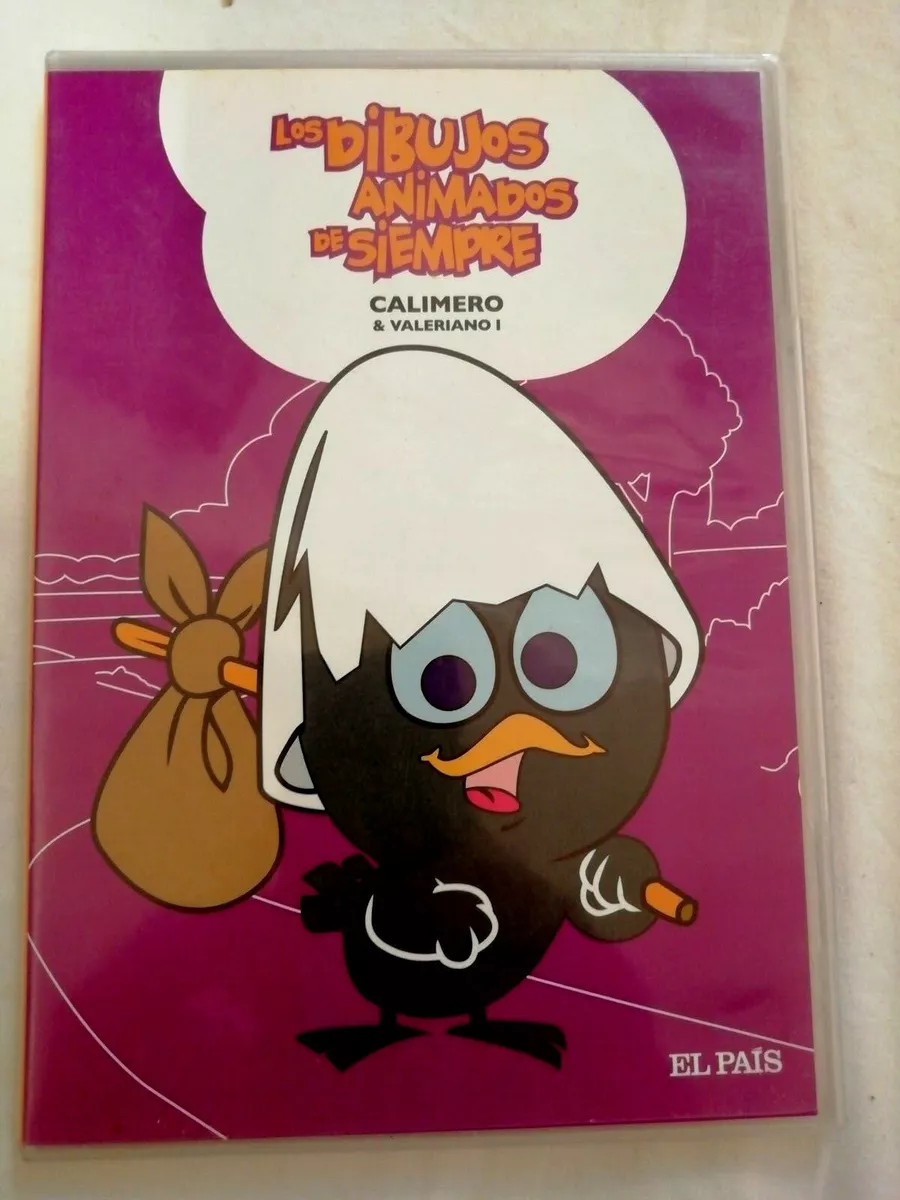 LOS DIBUJOS
ANIMADOS
DE SIEMPRE
CALIMERO
& VALERIANO I
EL PAÍS